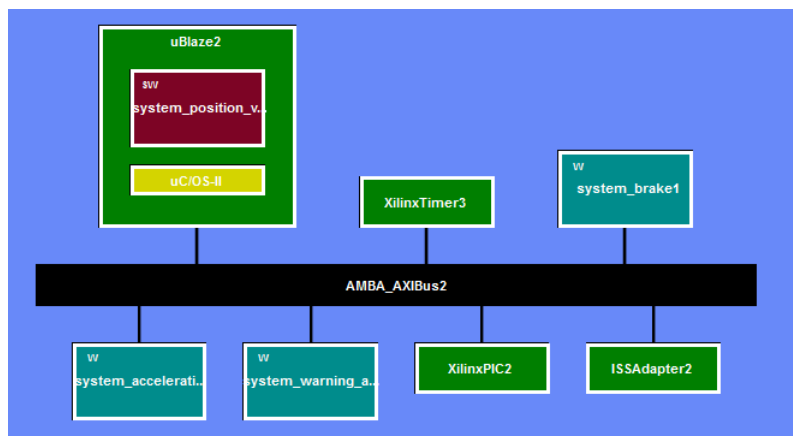 uBlaze2
sw
system_position_v...
uC/OS-II
XilinxTimer3
system_brake1
AMBA_AXIBus2
system_accelerati...
system_warning_a...
XilinxPIC2
ISSAdapter2